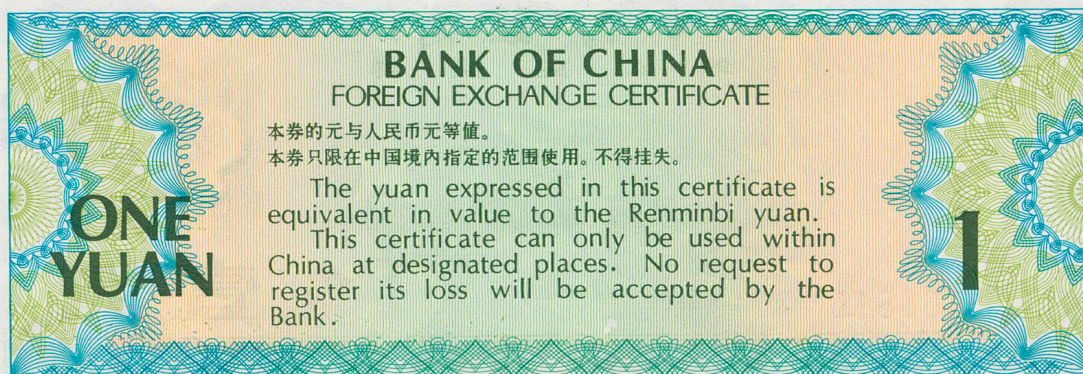 BANK OF CHINA
FOREIGN EXCHANGE CERTIFICATE
本券的元与人民币元等值。
本券只限在中国境内指定的范围使用。不得挂失。
The yuan expressed in this certificate is
equivalent in value to the Renminbi yuan.
This certificate can only be used within
China at designated places. No request to
register its loss will be accepted by the
Bank.
ONE
YUAN
1